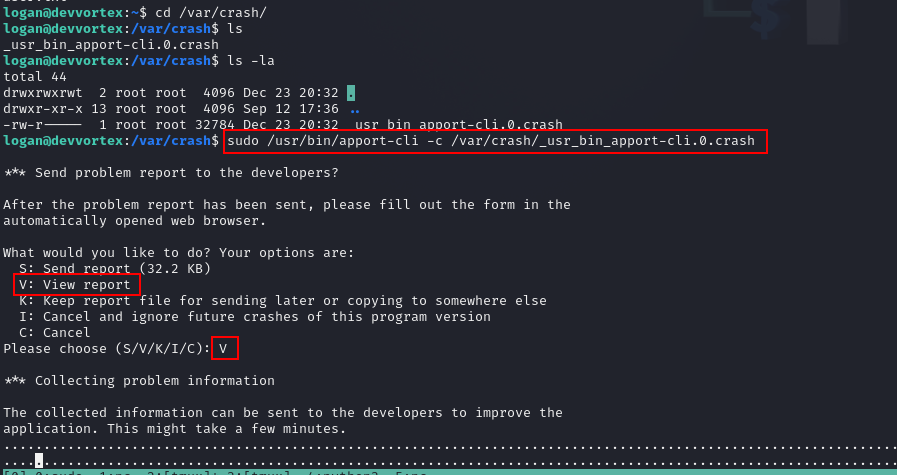 logan@devvortex:~$ cd /var/crash/
logan@devvortex:/var/crash$ ls
_usr_bin_apport-cli.0.crash
logan@devvortex:/var/crash$ ls -la
total 44
drwxrwxrwt  2 root root  4096 Dec 23 20:32 .
drwxr-xr-x 13 root root  4096 Sep 12 17:36 ..
-rw-r-----  1 root root 32784 Dec 23 20:32 _usr_bin_apport-cli.0.crash
logan@devvortex:/var/crash$ sudo /usr/bin/apport-cli -c /var/crash/_usr_bin_apport-cli.0.crash
*** Send problem report to the developers?
After the problem report has been sent, please fill out the form in the
automatically opened web browser.
What would you like to do? Your options are:
  S: Send report (32.2 KB)
  V: View report
  K: Keep report file for sending later or copying to somewhere else
  I: Cancel and ignore future crashes of this program version
  C: Cancel
Please choose (S/V/K/I/C): V
*** Collecting problem information
The collected information can be sent to the developers to improve the
application. This might take a few minutes.